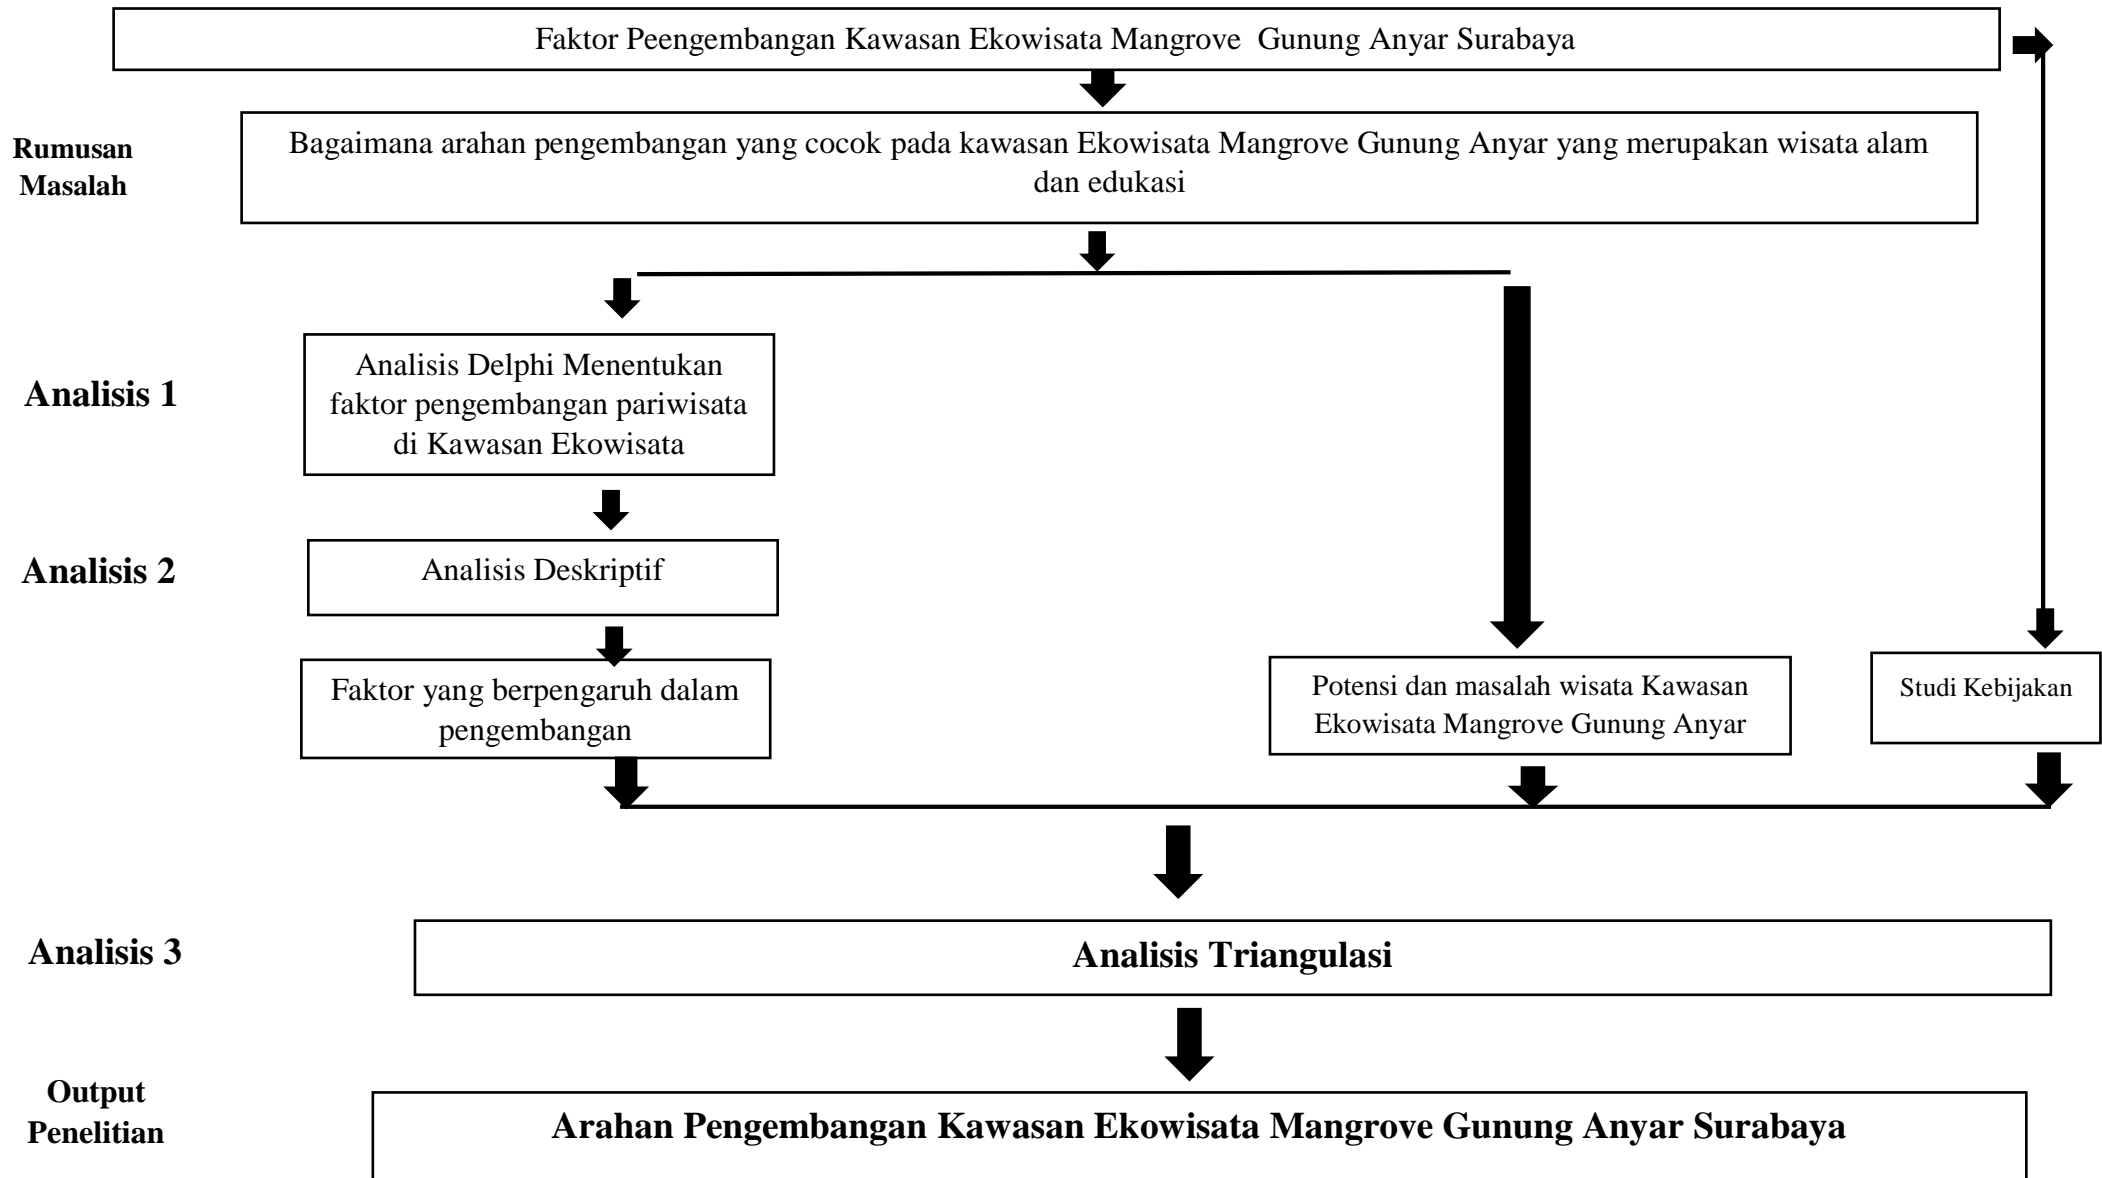 Faktor Peengembangan Kawasan Ekowisata Mangrove  Gunung Anyar Surabaya
Rumusan
Masalah
Bagaimana arahan pengembangan yang cocok pada kawasan Ekowisata Mangrove Gunung Anyar yang merupakan wisata alam
dan edukasi
Analisis 1
Analisis Delphi Menentukan
faktor pengembangan pariwisata
di Kawasan Ekowisata
Analisis 2
Analisis Deskriptif
Faktor yang berpengaruh dalam
pengembangan
Potensi dan masalah wisata Kawasan
Ekowisata Mangrove Gunung Anyar
Studi Kebijakan
Analisis 3
Analisis Triangulasi
Output
Penelitian
Arahan Pengembangan Kawasan Ekowisata Mangrove Gunung Anyar Surabaya